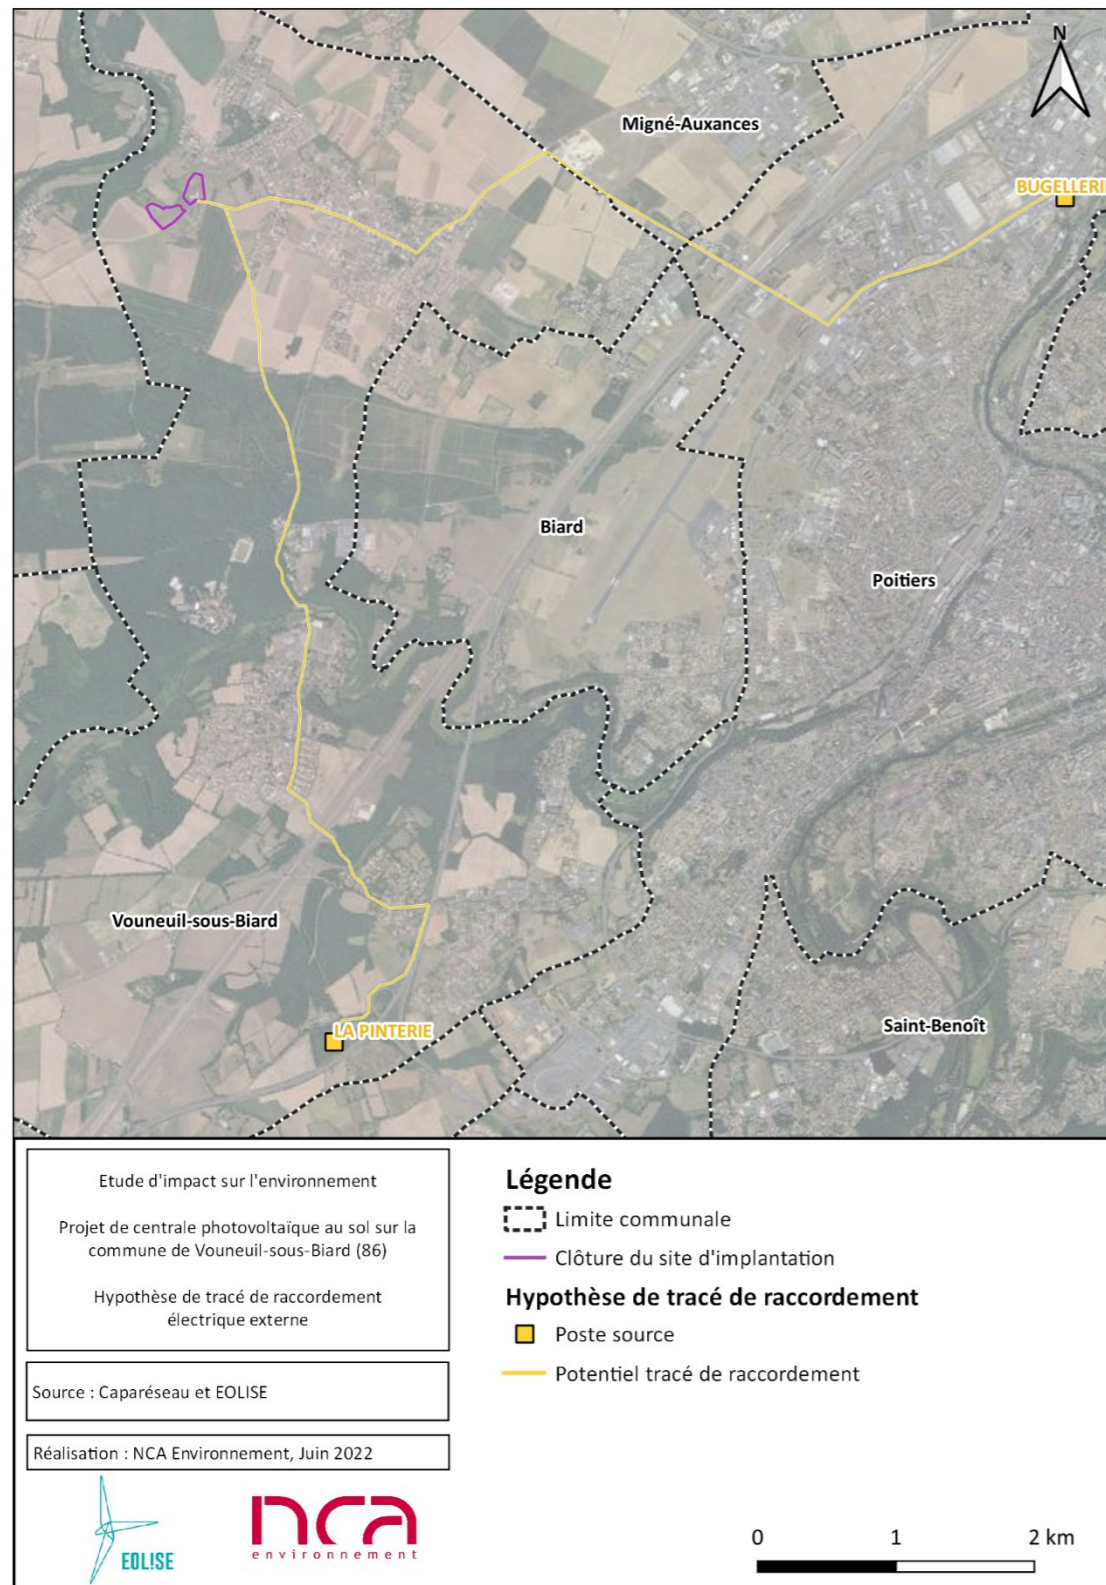 N
Migné-Auxances
BUGELLERIE
Biard
Poitiers
Vouneuil-sous-Biard
LA PINTERIE
Saint-Benoît
Etude d'impact sur l'environnement
Projet de centrale photovoltaïque au sol sur la
commune de Vouneuil-sous-Biard (86)
Hypothèse de tracé de raccordement
électrique externe
Source : Caparéseau et EOLISE
Réalisation : NCA Environnement, Juin 2022
EOL!SE
nca
environnement
Légende
Limite communale
Clôture du site d'implantation
Hypothèse de tracé de raccordement
Poste source
Potentiel tracé de raccordement
0 1 2 km